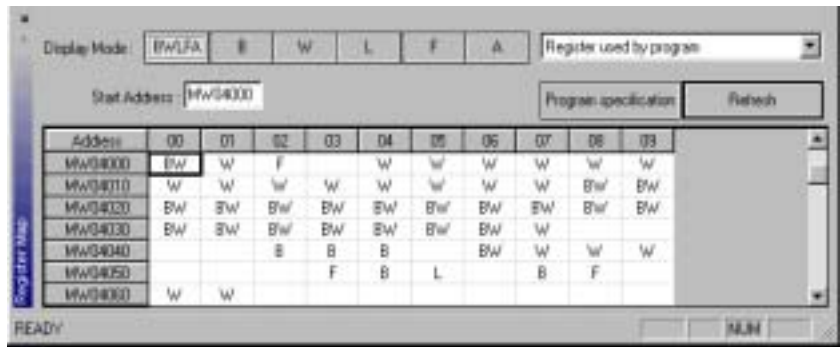 Display Mode : BWLFA B W L F A Register used by program
Start Address : MW04000 Program specification Refresh
Address 00 01 02 03 04 05 06 07 08 09
MW04000 BW W F W W W W W W
MW04010 W W W W W W W W BW BW
MW04020 BW BW BW BW BW BW BW BW BW BW
MW04030 BW BW BW BW BW BW BW W
MW04040 B B B BW W W W
MW04050 F B L B F
MW04060 W W
Register Map
READY NUM